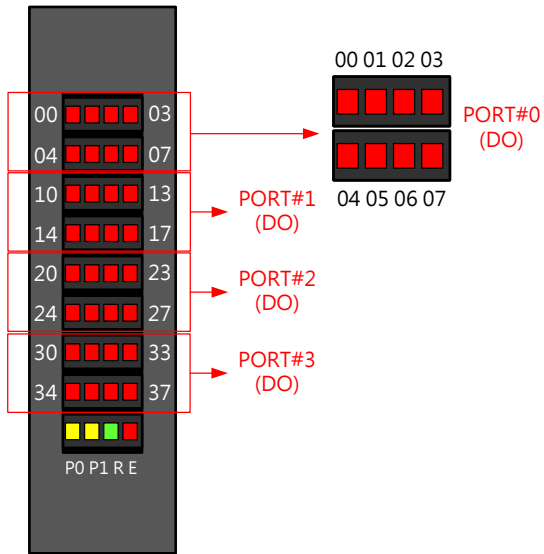 00 03
04 07
10 13
14 17
20 23
24 27
30 33
34 37
P0 P1 R E
00 01 02 03
PORT#0
(DO)
04 05 06 07
PORT#1
(DO)
PORT#2
(DO)
PORT#3
(DO)